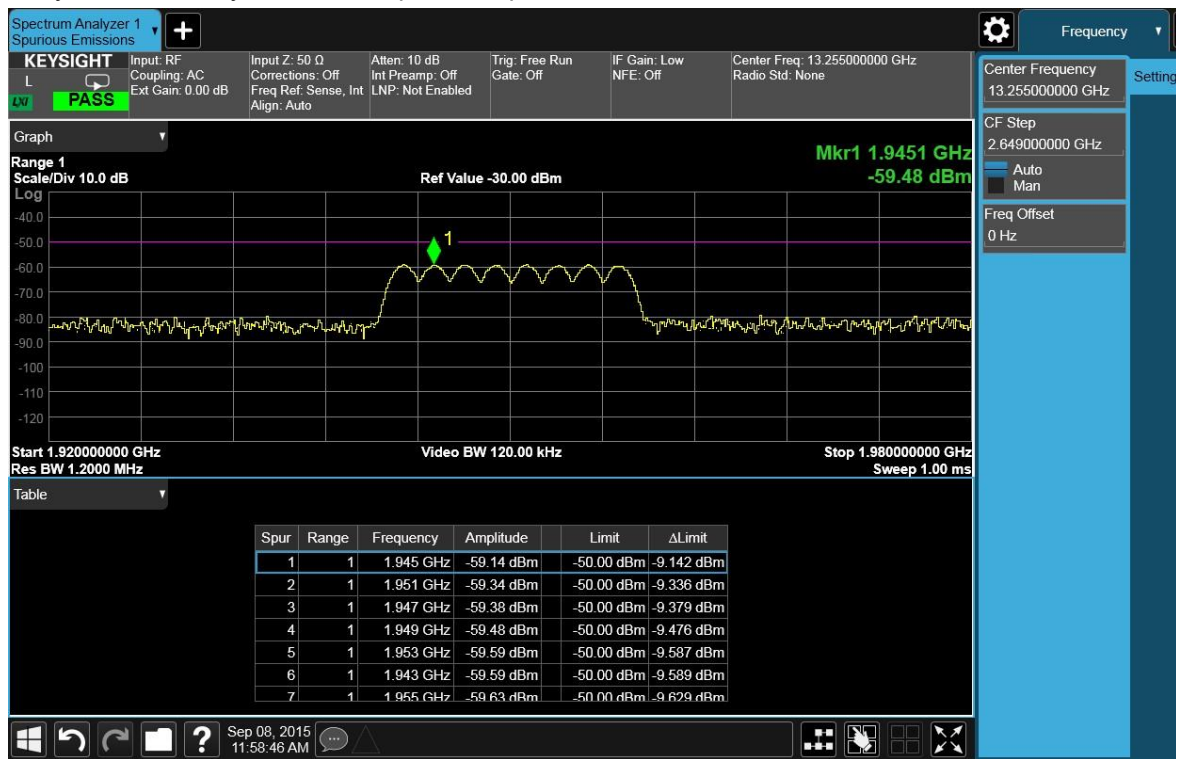 Spectrum Analyzer 1
Spurious Emissions
Frequency
KEYSIGHT
L
LXI
PASS
Input: RF
Coupling: AC
Ext Gain: 0.00 dB
Input Z: 50 Ω
Corrections: Off
Freq Ref: Sense, Int
Align: Auto
Atten: 10 dB
Int Preamp: Off
LNP: Not Enabled
Trig: Free Run
Gate: Off
IF Gain: Low
NFE: Off
Center Freq: 13.255000000 GHz
Radio Std: None
Center Frequency
13.255000000 GHz
Setting
CF Step
2.649000000 GHz
Auto
Man
Freq Offset
0 Hz
Graph
Range 1
Scale/Div 10.0 dB
Ref Value -30.00 dBm
Mkr1 1.9451 GHz
-59.48 dBm
Log
-40.0
-50.0
-60.0
-70.0
-80.0
-90.0
-100
-110
-120
1
Start 1.920000000 GHz
Video BW 120.00 kHz
Stop 1.980000000 GHz
Res BW 1.2000 MHz
Sweep 1.00 ms
Table
Spur Range Frequency Amplitude Limit ΔLimit
1 1 1.945 GHz -59.14 dBm -50.00 dBm -9.142 dBm
2 1 1.951 GHz -59.34 dBm -50.00 dBm -9.336 dBm
3 1 1.947 GHz -59.38 dBm -50.00 dBm -9.379 dBm
4 1 1.949 GHz -59.48 dBm -50.00 dBm -9.476 dBm
5 1 1.953 GHz -59.59 dBm -50.00 dBm -9.587 dBm
6 1 1.943 GHz -59.59 dBm -50.00 dBm -9.589 dBm
7 1 1.955 GHz -59.63 dBm -50.00 dBm -9.629 dBm
?
Sep 08, 2015
11:58:46 AM